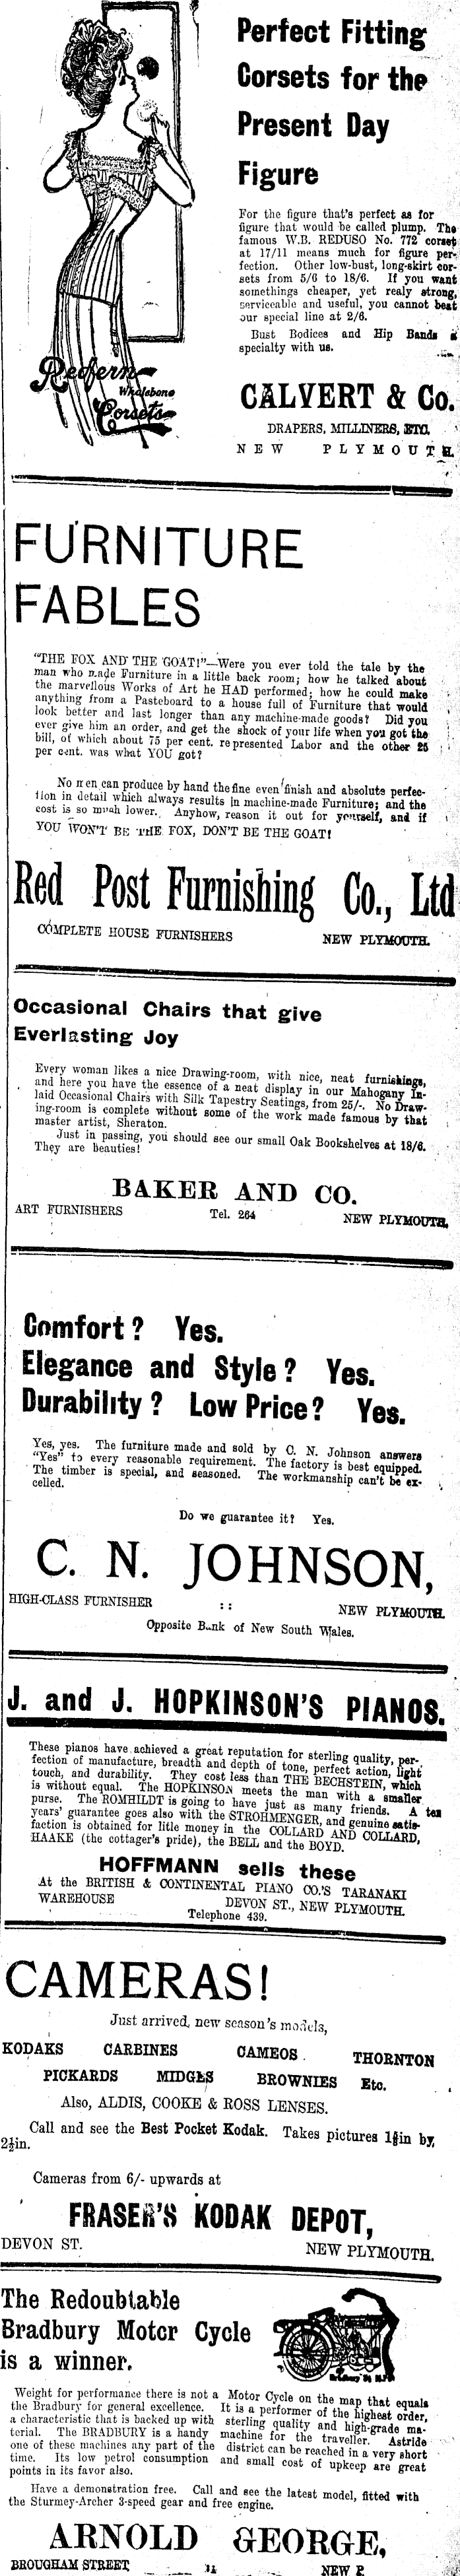 Perfect Fitting
Corsets for the
Present Day
Figure
For the figure that's perfect as for
figure that would be called plump. The
famous W.B. REDUSO No. 772 corset
at 17/11 means much for figure per-
fection. Other low-bust, long-skirt cor-
sets from 5/6 to 18/6. If you want
somethings cheaper, yet realy strong,
serviceable and useful, you cannot beat
our special line at 2/6.
Bust Bodices and Hip Bands a
specialty with us.
Redfern
Whalebone
Corsets
CALVERT & Co.
DRAPERS, MILLINERS, ETC.
NEW PLYMOUTH.
FURNITURE
FABLES
"THE FOX AND THE GOAT!"—Were you ever told the tale by the
man who made Furniture in a little back room; how he talked about
the marvellous Works of Art he HAD performed; how he could make
anything from a Pasteboard to a house full of Furniture that would
look better and last longer than any machine-made goods? Did you
ever give him an order, and get the shock of your life when you got the
bill, of which about 75 per cent. represented Labor and the other 25
per cent. was what YOU got?
No men can produce by hand the fine even finish and absolute perfec-
tion in detail which always results in machine-made Furniture; and the
cost is so much lower. Anyhow, reason it out for yourself, and if
YOU WON'T BE THE FOX, DON'T BE THE GOAT!
Red Post Furnishing Co., Ltd
COMPLETE HOUSE FURNISHERS NEW PLYMOUTH.
Occasional Chairs that give
Everlasting Joy
Every woman likes a nice Drawing-room, with nice, neat furnishings,
and here you have the essence of a neat display in our Mahogany In-
laid Occasional Chairs with Silk Tapestry Seatings, from 25/-. No Draw-
ing-room is complete without some of the work made famous by that
master artist, Sheraton.
Just in passing, you should see our small Oak Bookshelves at 18/6.
They are beauties!
BAKER AND CO.
ART FURNISHERS Tel. 264 NEW PLYMOUTH.
Comfort? Yes.
Elegance and Style? Yes.
Durability? Low Price? Yes.
Yes, yes. The furniture made and sold by C. N. Johnson answers
"Yes" to every reasonable requirement. The factory is best equipped.
The timber is special, and seasoned. The workmanship can't be ex-
celled.
Do we guarantee it? Yes.
C. N. JOHNSON,
HIGH-CLASS FURNISHER :: NEW PLYMOUTH.
Opposite Bank of New South Wales.
J. and J. HOPKINSON'S PIANOS.
These pianos have achieved a great reputation for sterling quality, per-
fection of manufacture, breadth and depth of tone, perfect action, light
touch, and durability. They cost less than THE BECHSTEIN, which
is without equal. The HOPKINSON meets the man with a smaller
purse. The ROMHILDT is going to have just as many friends. A ten
years' guarantee goes also with the STROHMENGER, and genuine satis-
faction is obtained for litle money in the COLLARD AND COLLARD,
HAAKE (the cottager's pride), the BELL and the BOYD.
HOFFMANN sells these
At the BRITISH & CONTINENTAL PIANO CO.'S TARANAKI
WAREHOUSE DEVON ST., NEW PLYMOUTH.
Telephone 439.
CAMERAS!
Just arrived, new season's models,
KODAKS CARBINES CAMEOS THORNTON
PICKARDS MIDGES BROWNIES Etc.
Also, ALDIS, COOKE & ROSS LENSES.
Call and see the Best Pocket Kodak. Takes pictures 1⅝in by
2½in.
Cameras from 6/- upwards at
FRASER'S KODAK DEPOT,
DEVON ST. NEW PLYMOUTH.
The Redoubtable
Bradbury Motor Cycle
is a winner.
Weight for performance there is not a Motor Cycle on the map that equals
the Bradbury for general excellence. It is a performer of the highest order,
a characteristic that is backed up with sterling quality and high-grade ma-
terial. The BRADBURY is a handy machine for the traveller. Astride
one of these machines any part of the district can be reached in a very short
time. Its low petrol consumption and small cost of upkeep are great
points in its favor also.
Have a demonstration free. Call and see the latest model, fitted with
the Sturmey-Archer 3-speed gear and free engine.
ARNOLD GEORGE,
BROUGHAM STREET NEW P